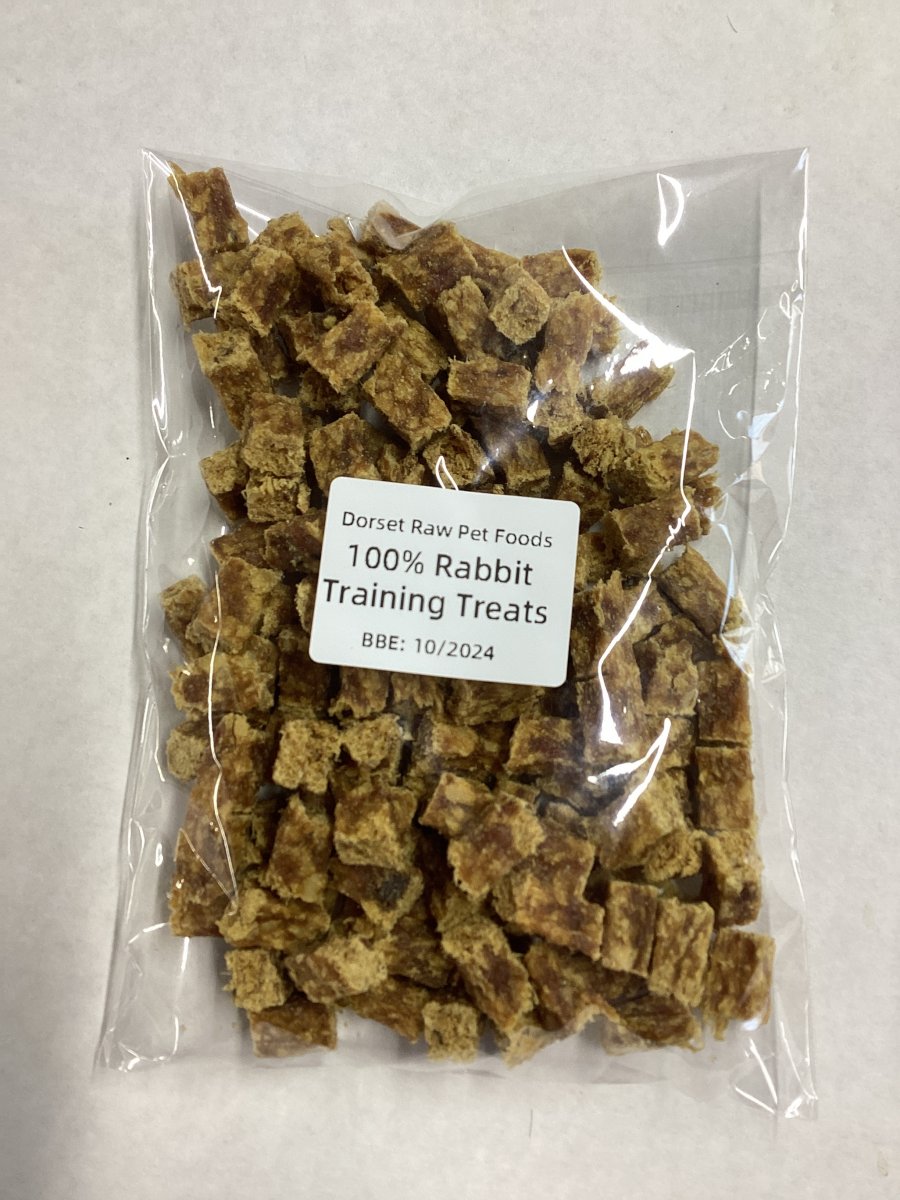 Dorset Raw Pet Foods
100% Rabbit
Training Treats
BBE: 10/2024